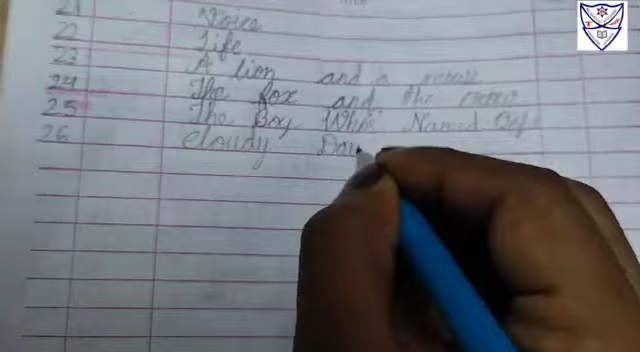 21 Voice
22 Life
23 A lion and a mouse
24 The fox and the
25 The Boy Who Named
26 cloudy Day